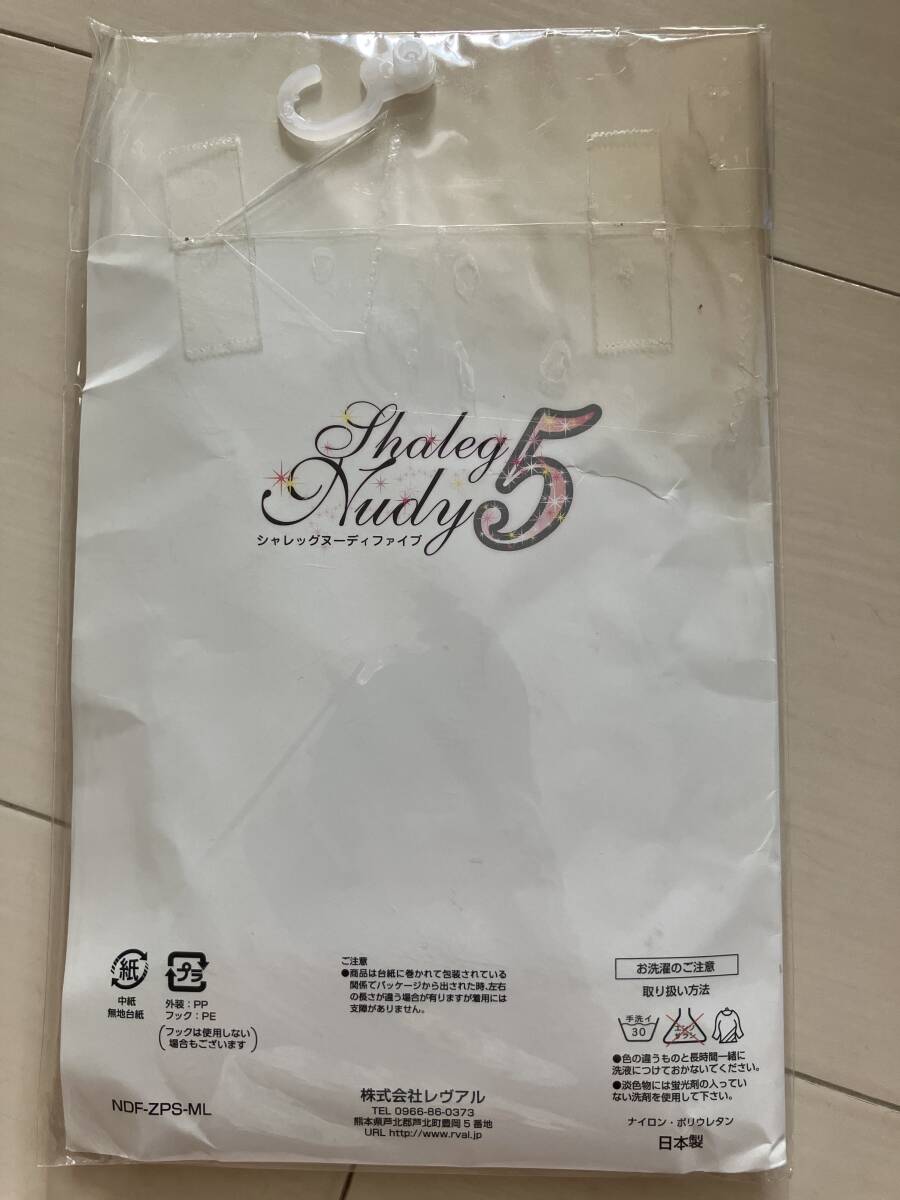 Shaleg
Nudy5
シャレッグヌーディファイブ
紙
中紙
無地台紙
プラ
外装：PP
フック：PE
(フックは使用しない
場合もございます)
ご注意
●商品は台紙に巻かれて包装されている
関係でパッケージから出された時、左右
の長さが違う場合が有りますが着用には
支障がありません。
お洗濯のご注意
取り扱い方法
手洗イ
30
●色の違うものと長時間一緒に
洗液につけておかないでください。
●淡色物には蛍光剤の入ってい
ない洗剤を使用して下さい。
ナイロン・ポリウレタン
日本製
株式会社レヴアル
TEL 0966-86-0373
熊本県芦北郡芦北町豊岡5番地
URL http://www.rval.jp
NDF-ZPS-ML